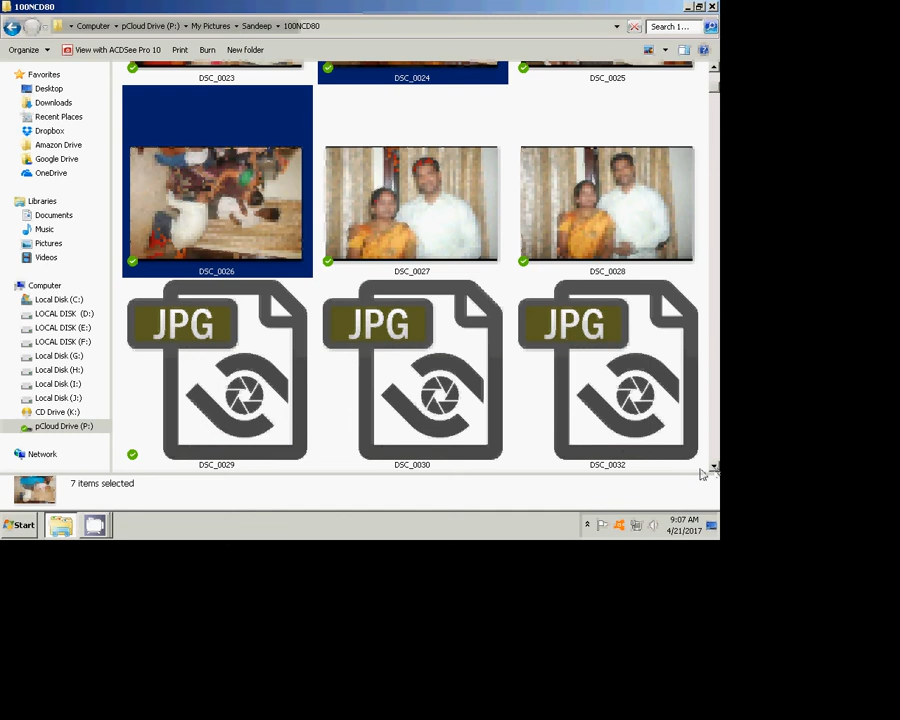 100NCD80
Computer pCloud Drive (P:) My Pictures Sandeep 100NCD80
Search 1...
Organize View with ACDSee Pro 10 Print Burn New folder
Favorites
Desktop
Downloads
Recent Places
Dropbox
Amazon Drive
Google Drive
OneDrive
Libraries
Documents
Music
Pictures
Videos
Computer
Local Disk (C:)
LOCAL DISK (D:)
LOCAL DISK (E:)
LOCAL DISK (F:)
Local Disk (G:)
Local Disk (H:)
Local Disk (I:)
Local Disk (J:)
CD Drive (K:)
pCloud Drive (P:)
Network
DSC_0023 DSC_0024 DSC_0025
DSC_0026 DSC_0027 DSC_0028
JPG JPG JPG
DSC_0029 DSC_0030 DSC_0032
7 items selected
Start
9:07 AM
4/21/2017